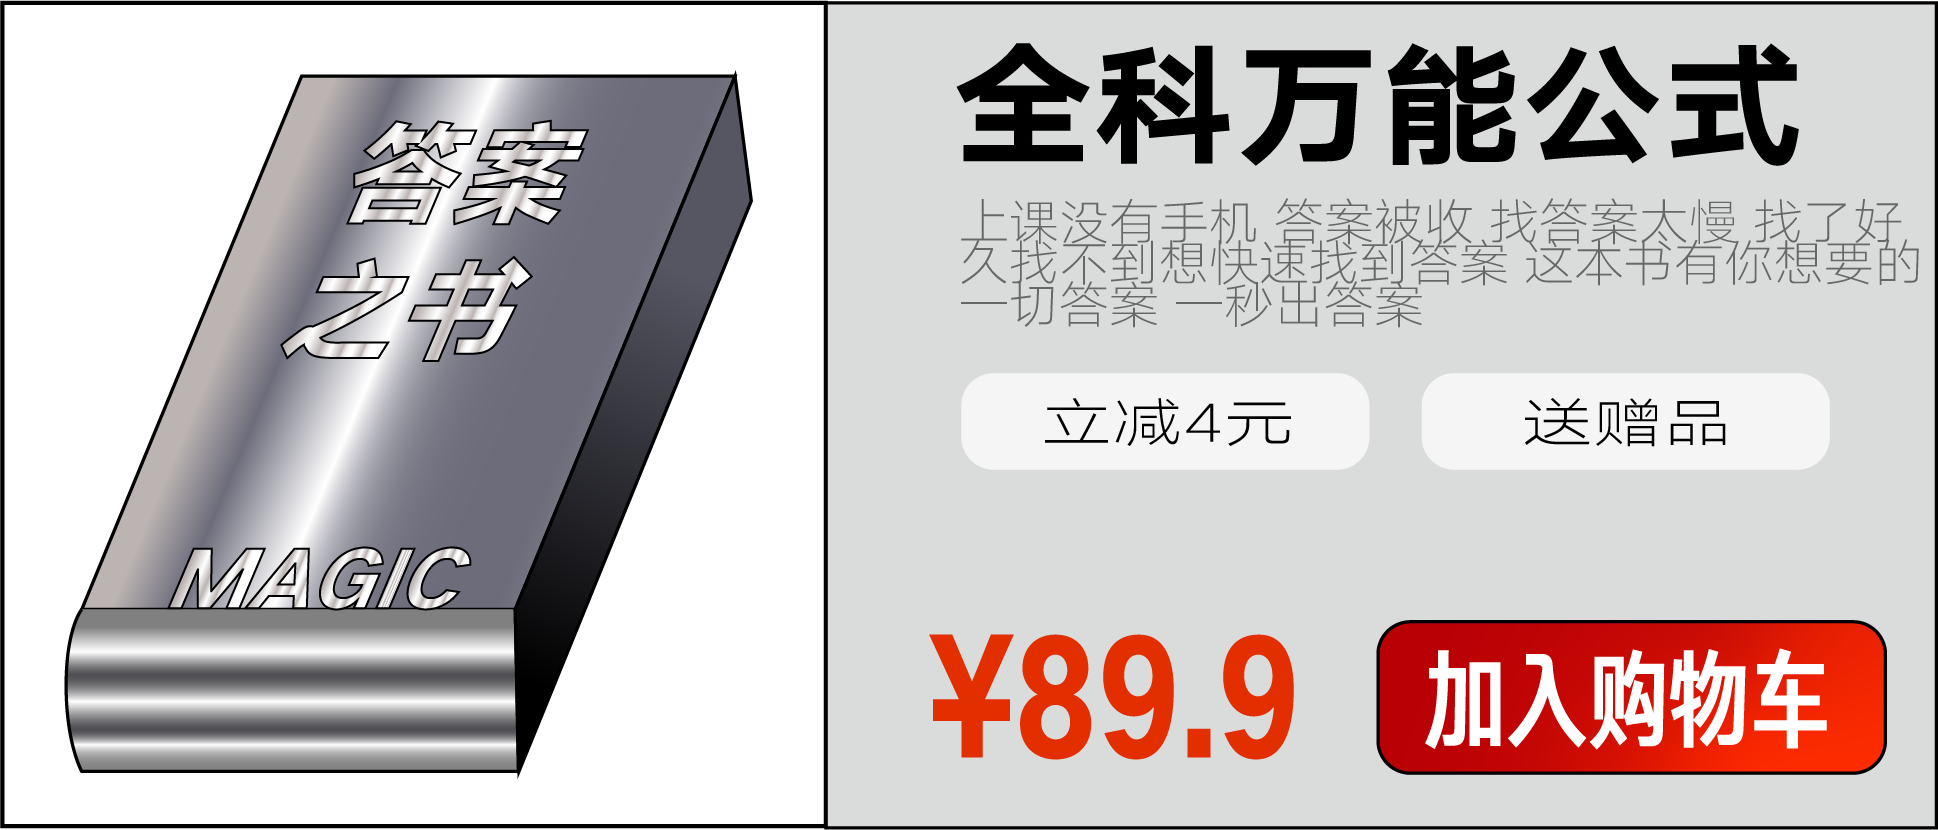 答案
之书
MAGIC
全科万能公式
上课没有手机 答案被收 找答案太慢 找了好
久找不到想快速找到答案 这本书有你想要的
一切答案 一秒出答案
立减4元
送赠品
¥89.9
加入购物车